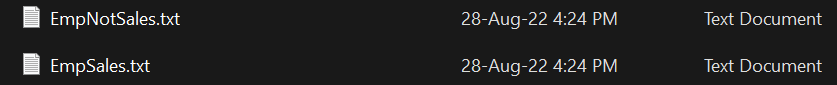 EmpNotSales.txt 28-Aug-22 4:24 PM Text Document
EmpSales.txt 28-Aug-22 4:24 PM Text Document